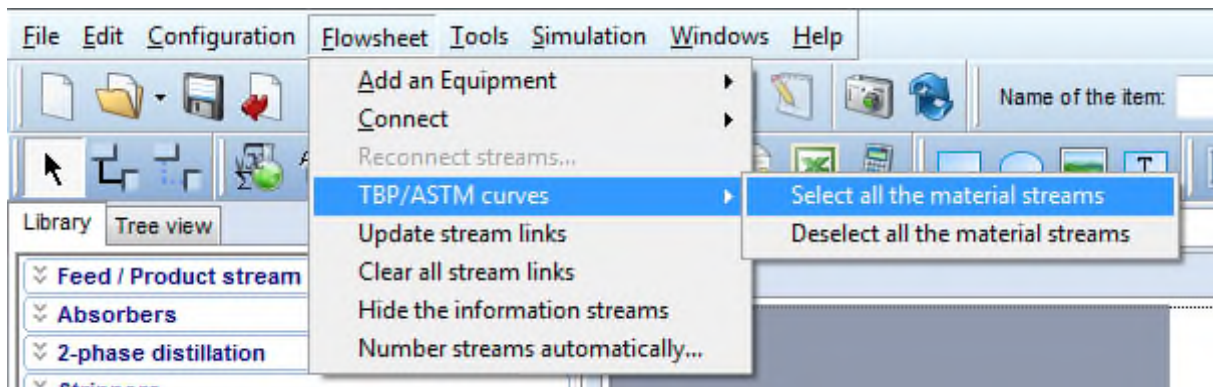 File Edit Configuration Flowsheet Tools Simulation Windows Help
Name of the item:
Add an Equipment
Connect
Reconnect streams...
TBP/ASTM curves
Update stream links
Clear all stream links
Hide the information streams
Number streams automatically...
Select all the material streams
Deselect all the material streams
Library Tree view
Feed / Product stream
Absorbers
2-phase distillation